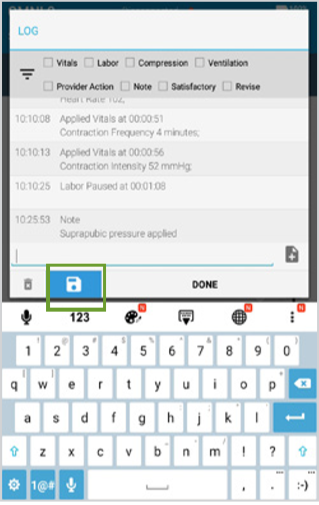 LOG
Vitals Labor Compression Ventilation
Provider Action Note Satisfactory Revise
Heart Rate 102,
10:10:08 Applied Vitals at 00:00:51
Contraction Frequency 4 minutes;
10:10:13 Applied Vitals at 00:00:56
Contraction Intensity 52 mmHg;
10:10:25 Labor Paused at 00:01:08
10:25:53 Note
Suprapubic pressure applied
DONE
123 N N N
1 2 3 4 5 6 7 8 9 0
q w e r t y u i o p
a s d f g h j k l
z x c v b n m ! ?
1@# , . :-)